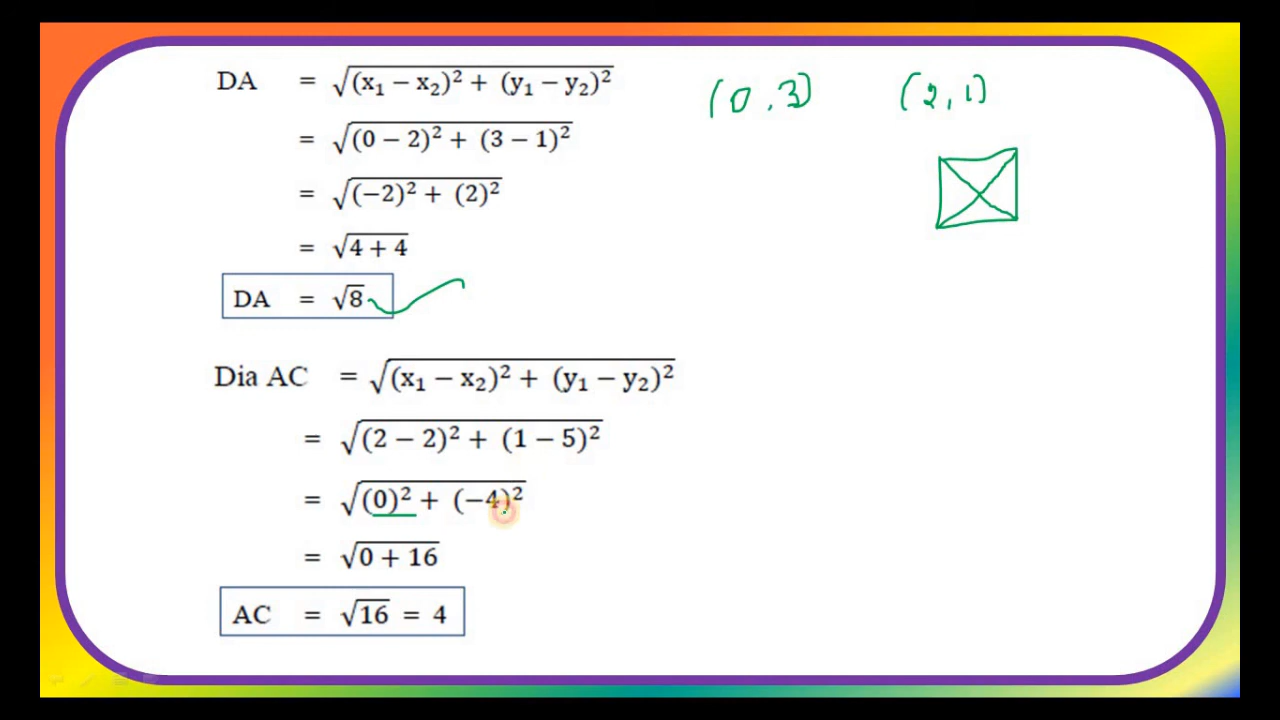 DA = √(x₁ − x₂)² + (y₁ − y₂)²
(0, 3) (2, 1)
= √(0 − 2)² + (3 − 1)²
= √(−2)² + (2)²
= √4 + 4
DA = √8
Dia AC = √(x₁ − x₂)² + (y₁ − y₂)²
= √(2 − 2)² + (1 − 5)²
= √(0)² + (−4)²
= √0 + 16
AC = √16 = 4